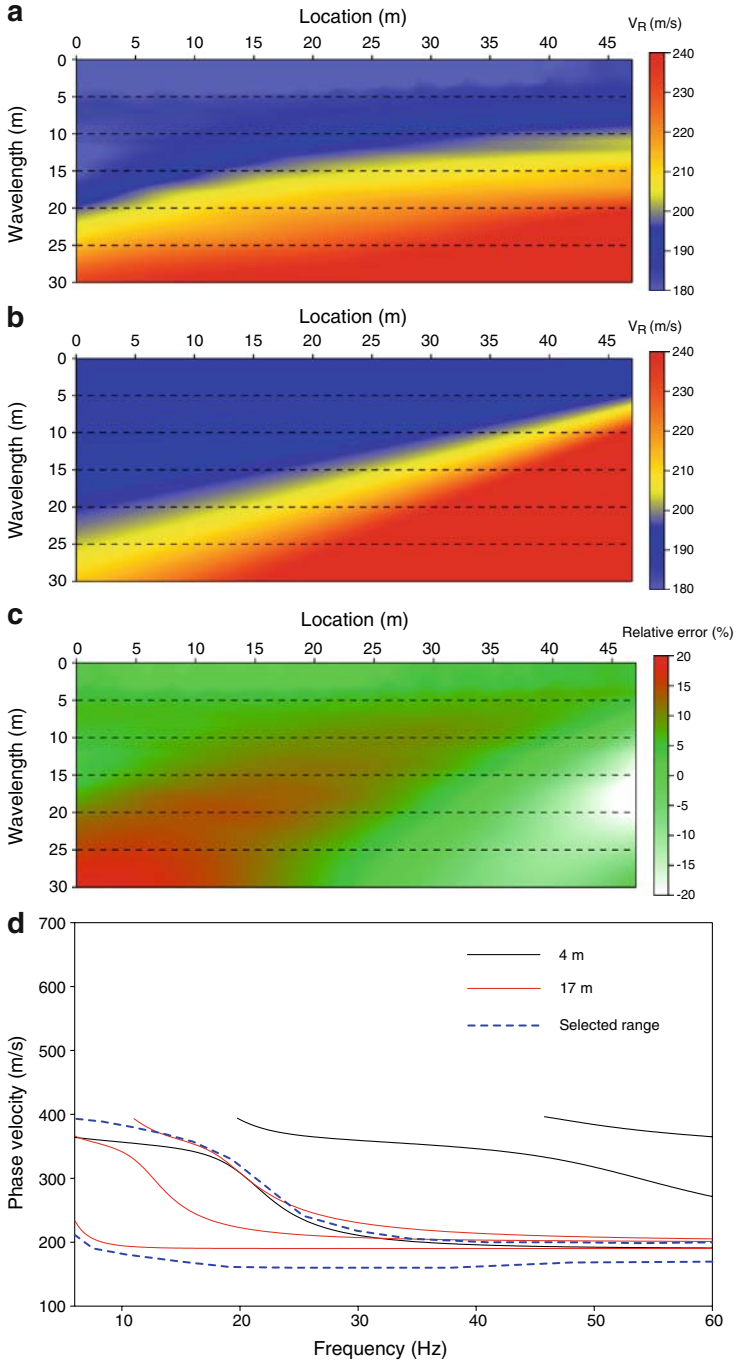 a
Location (m)
0 5 10 15 20 25 30 35 40 45
V_R (m/s)
Wavelength (m)
0
5
10
15
20
25
30
240
230
220
210
200
190
180
b
Location (m)
0 5 10 15 20 25 30 35 40 45
V_R (m/s)
Wavelength (m)
0
5
10
15
20
25
30
240
230
220
210
200
190
180
c
Location (m)
0 5 10 15 20 25 30 35 40 45
Relative error (%)
Wavelength (m)
0
5
10
15
20
25
30
20
15
10
5
0
-5
-10
-15
-20
d
Phase velocity (m/s)
700
600
500
400
300
200
100
4 m
17 m
Selected range
10 20 30 40 50 60
Frequency (Hz)